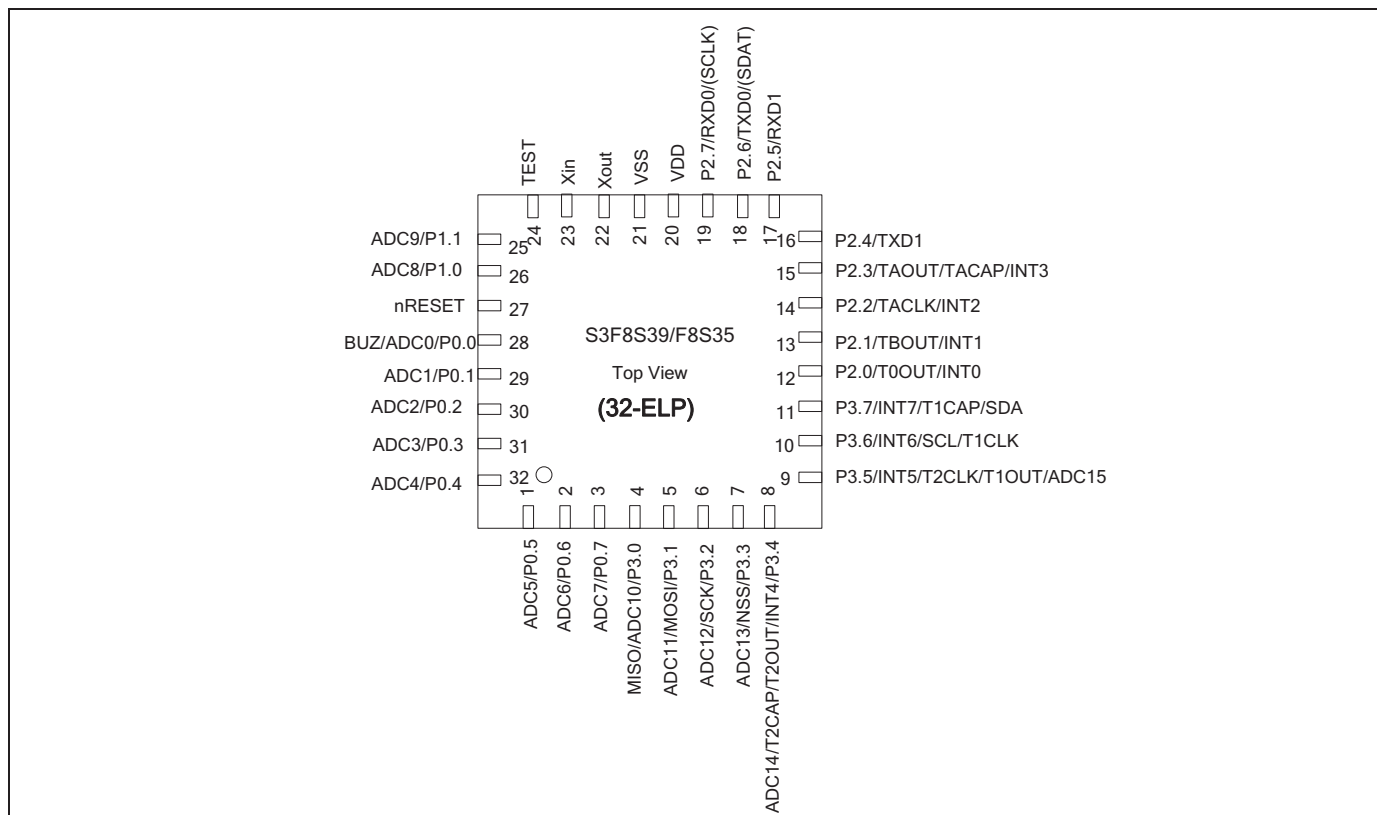 TEST
Xin
Xout
VSS
VDD
P2.7/RXD0/(SCLK)
P2.6/TXD0/(SDAT)
P2.5/RXD1
24
23
22
21
20
19
18
17
ADC9/P1.1
25
ADC8/P1.0
26
nRESET
27
BUZ/ADC0/P0.0
28
ADC1/P0.1
29
ADC2/P0.2
30
ADC3/P0.3
31
ADC4/P0.4
32
S3F8S39/F8S35
Top View
(32-ELP)
16
P2.4/TXD1
15
P2.3/TAOUT/TACAP/INT3
14
P2.2/TACLK/INT2
13
P2.1/TBOUT/INT1
12
P2.0/T0OUT/INT0
11
P3.7/INT7/T1CAP/SDA
10
P3.6/INT6/SCL/T1CLK
9
P3.5/INT5/T2CLK/T1OUT/ADC15
1
2
3
4
5
6
7
8
ADC5/P0.5
ADC6/P0.6
ADC7/P0.7
MISO/ADC10/P3.0
ADC11/MOSI/P3.1
ADC12/SCK/P3.2
ADC13/NSS/P3.3
ADC14/T2CAP/T2OUT/INT4/P3.4